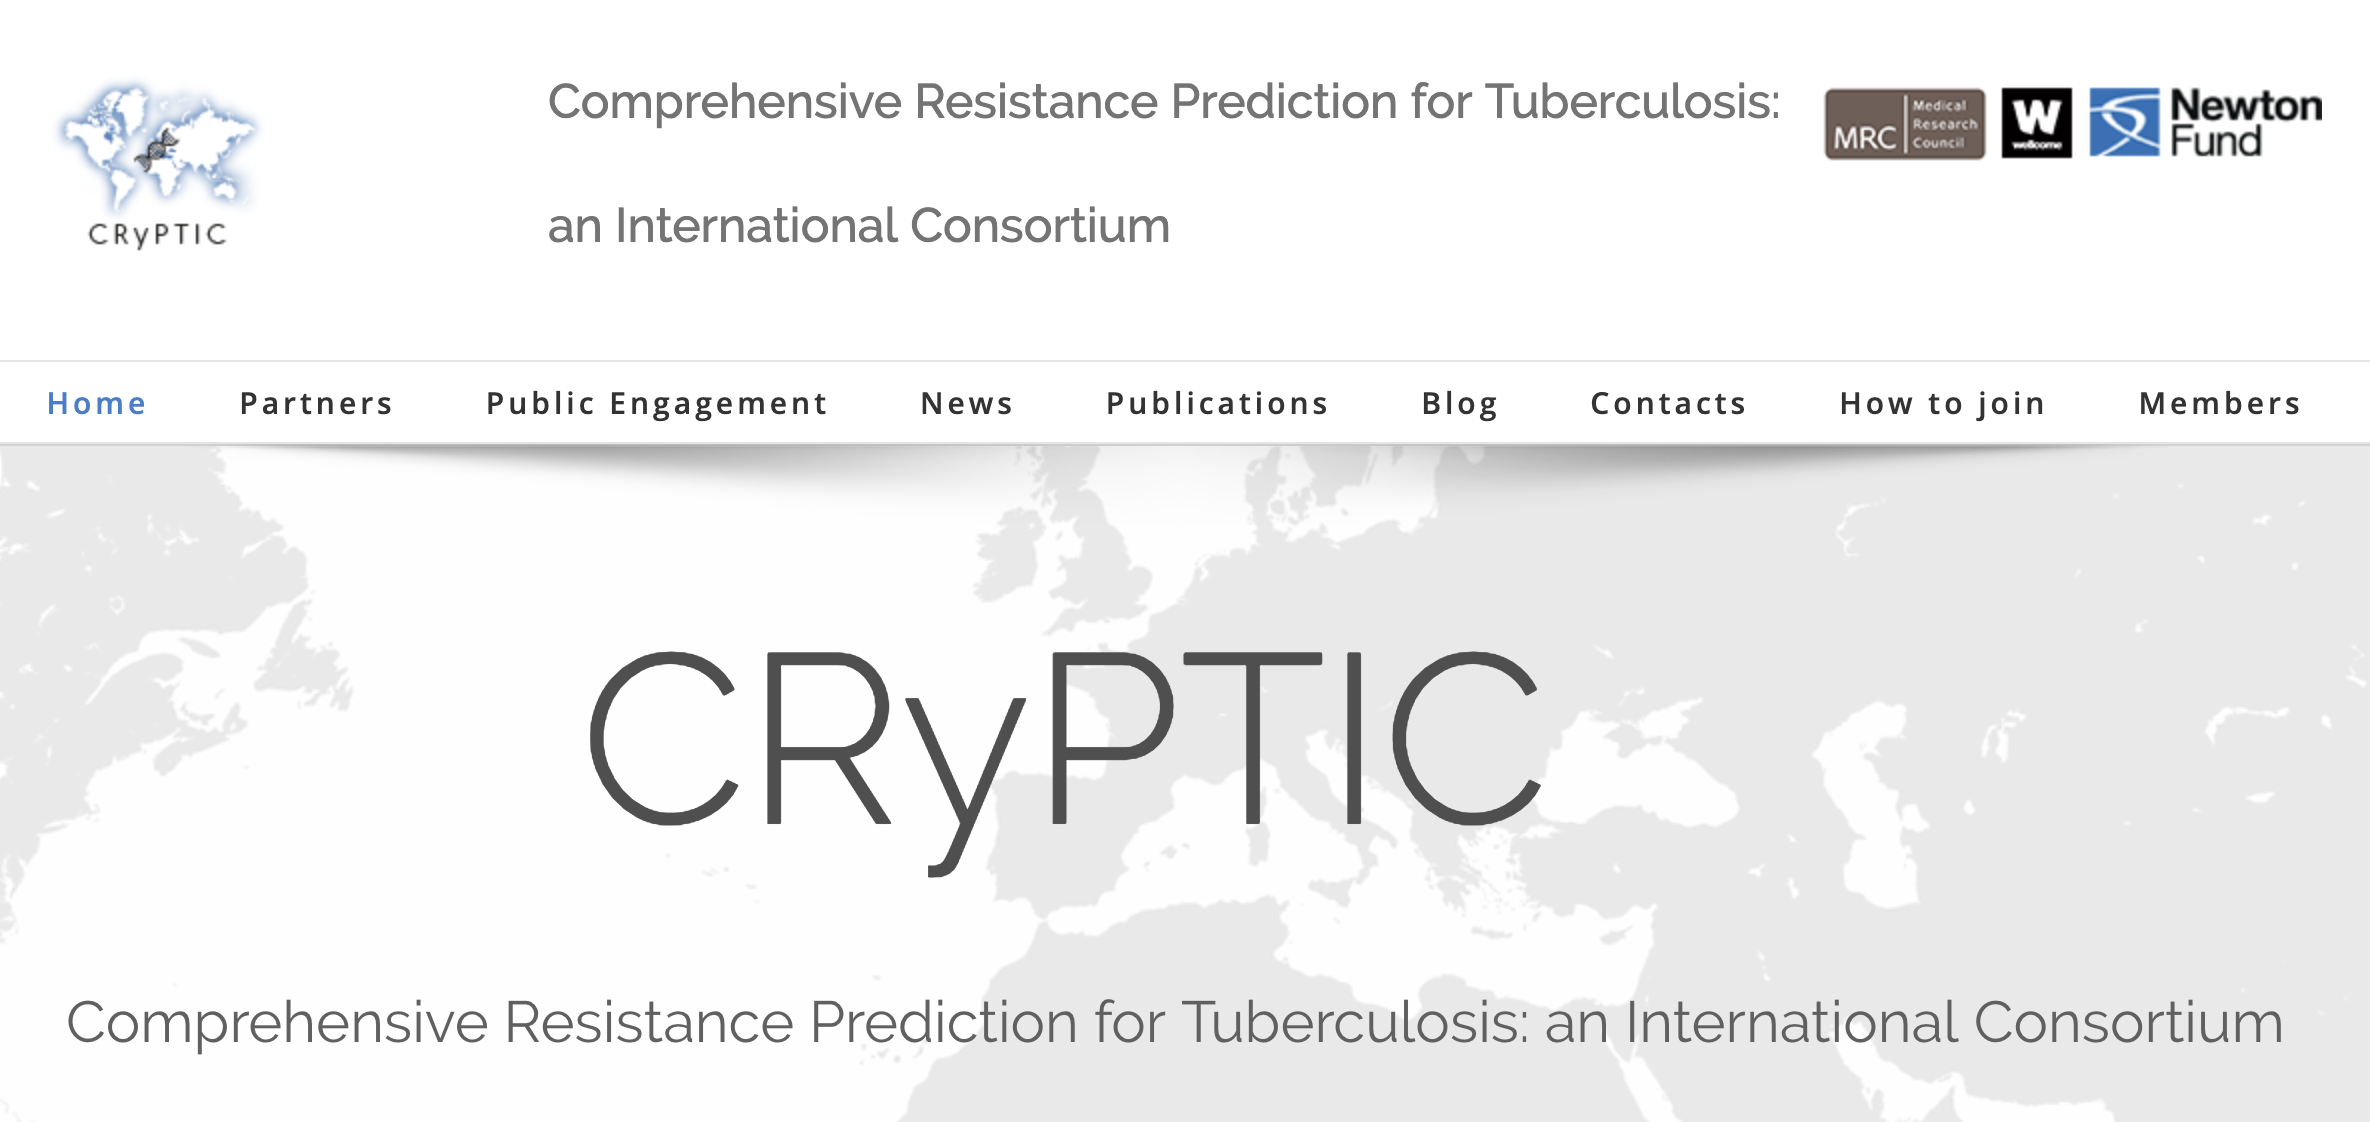 CRyPTIC
Comprehensive Resistance Prediction for Tuberculosis:
an International Consortium
MRC
Medical
Research
Council
W
wellcome
Newton
Fund
Home Partners Public Engagement News Publications Blog Contacts How to join Members
CRyPTIC
Comprehensive Resistance Prediction for Tuberculosis: an International Consortium